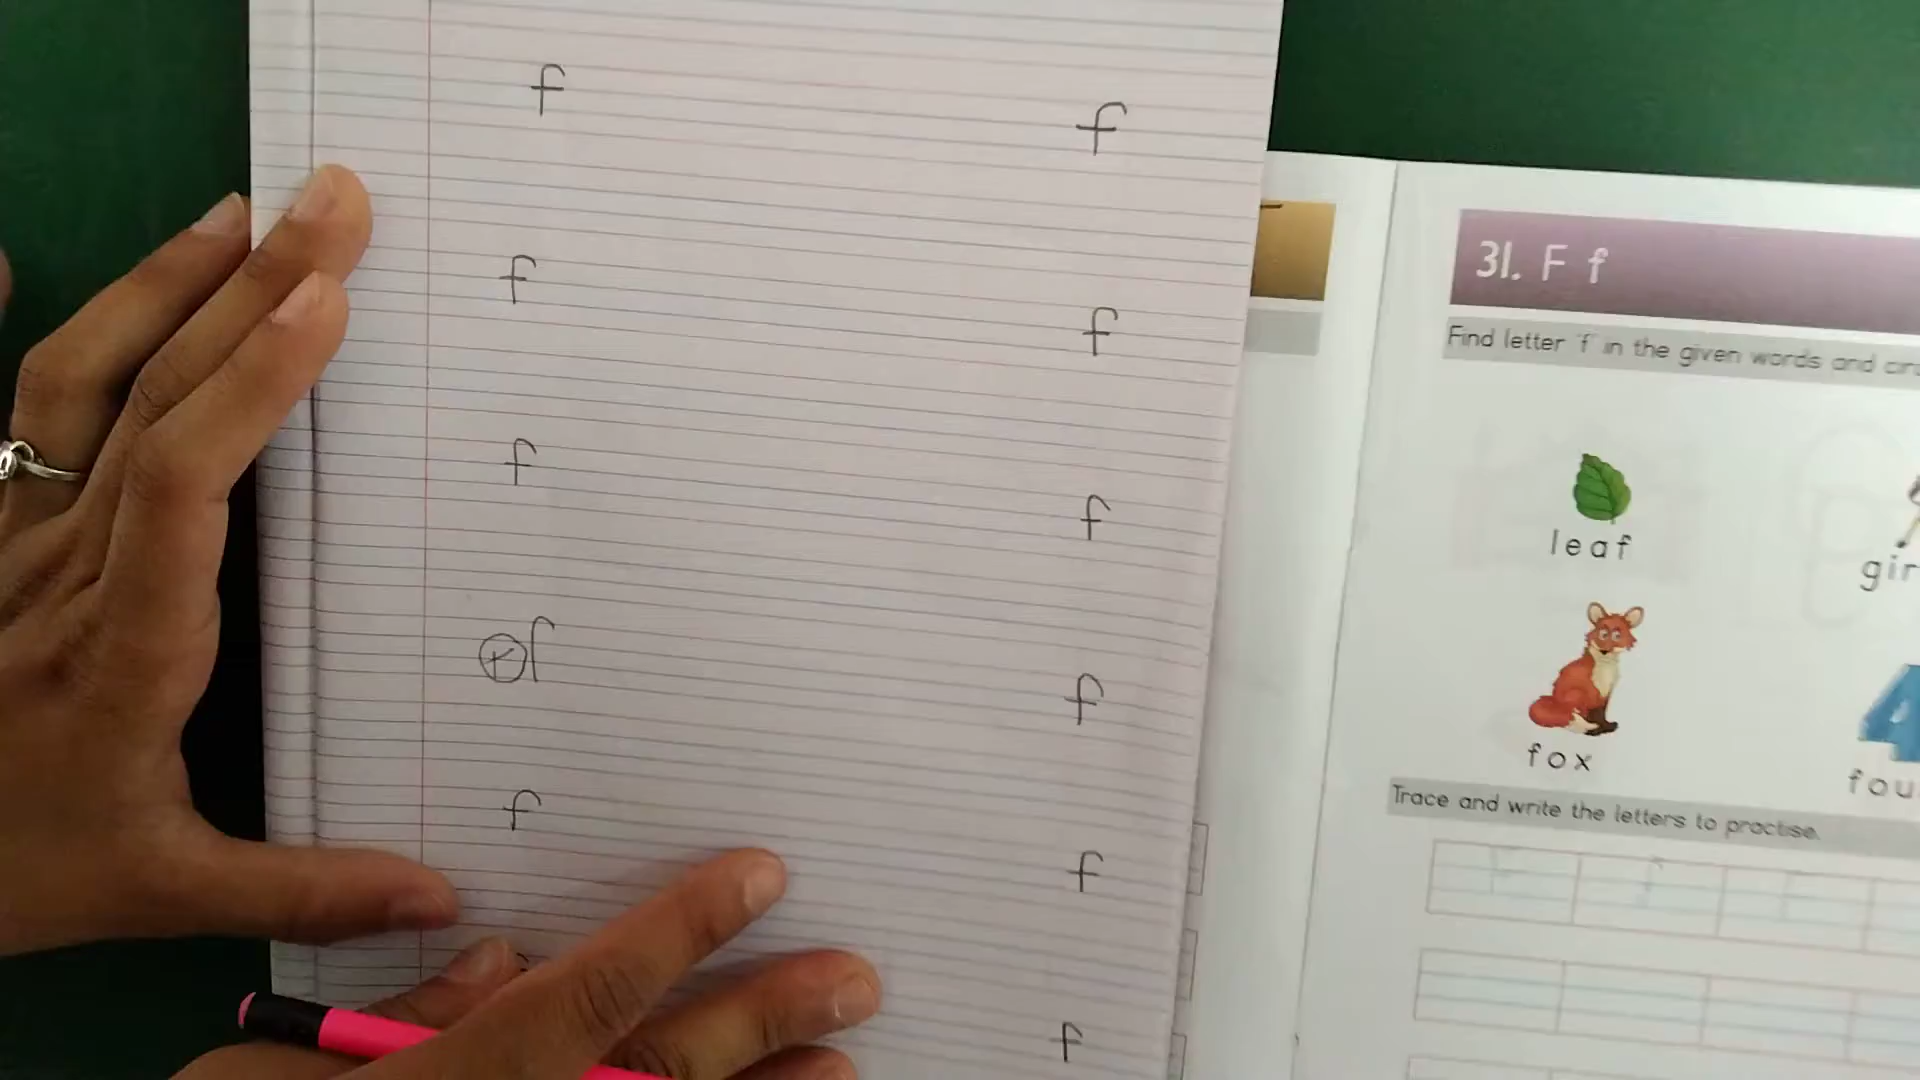 f f
f f
f f
f f
f f
f
31. F f
Find letter 'f' in the given words and
leaf
fox
Trace and write the letters to practise.